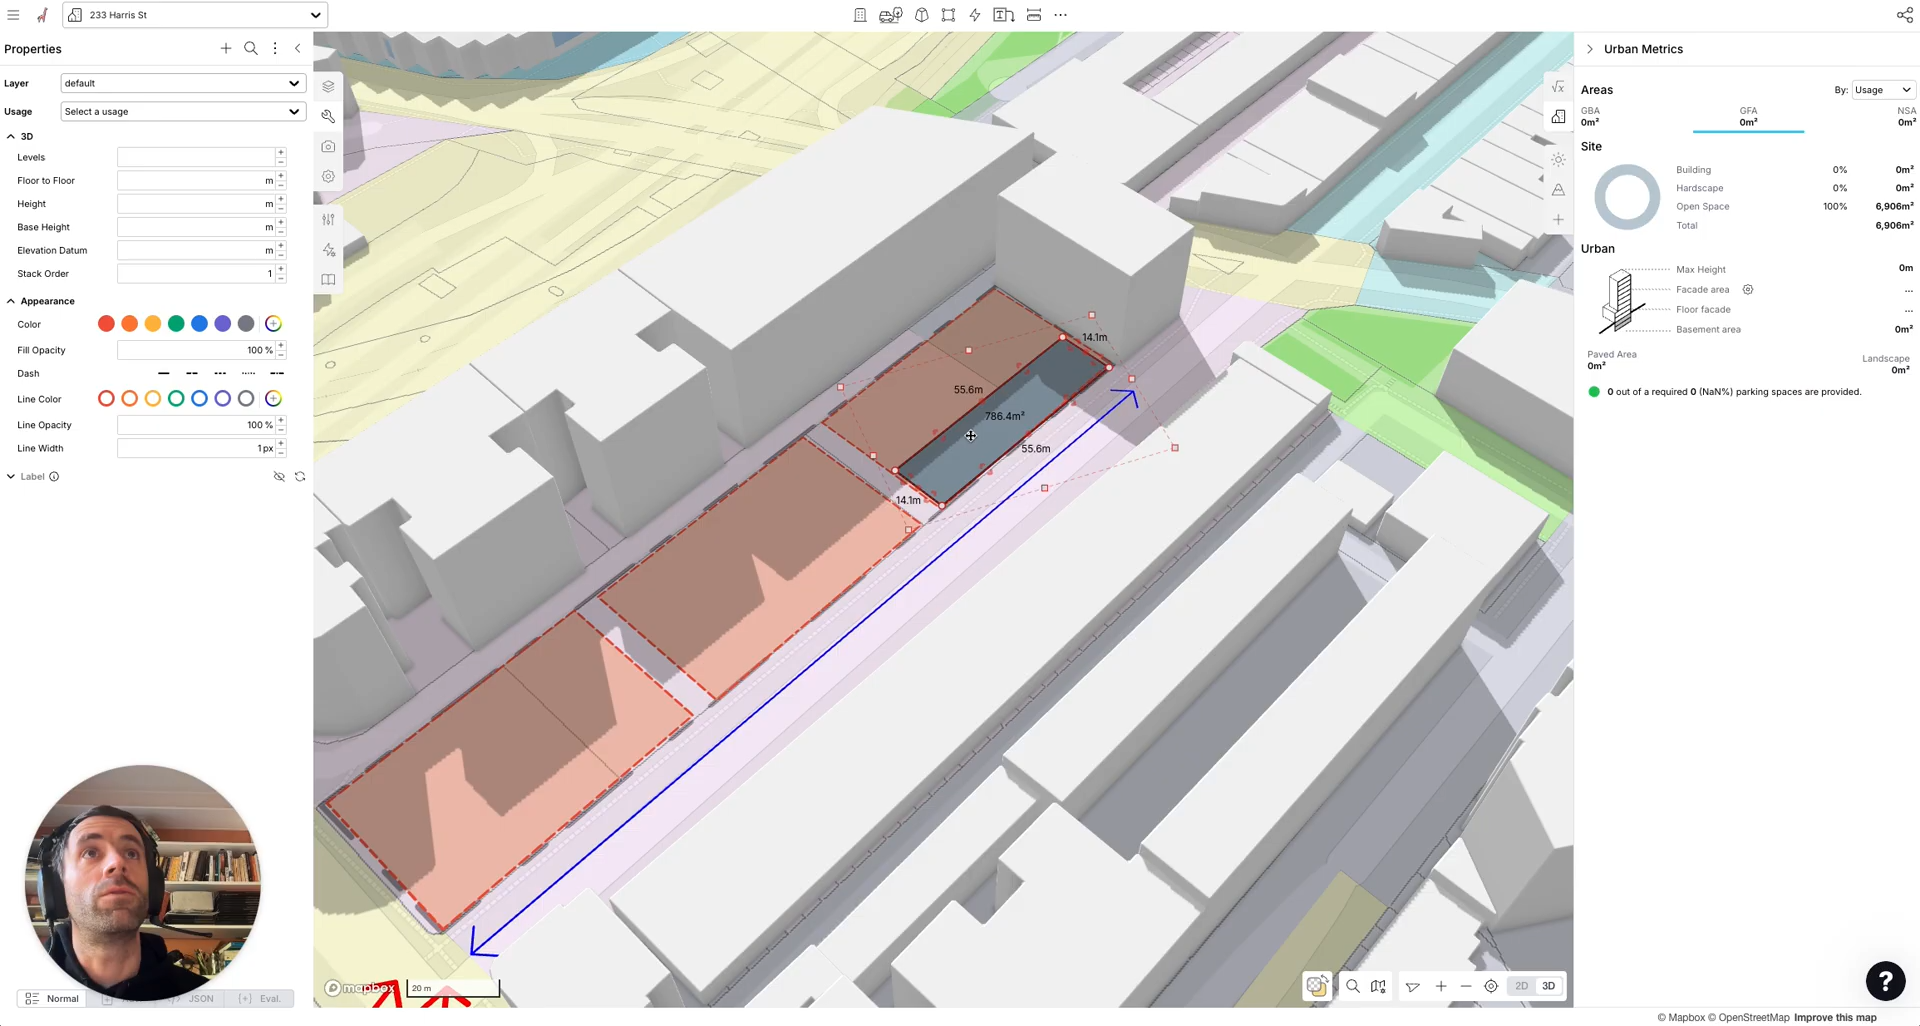 233 Harris St
Properties
Layer
default
Usage
Select a usage
3D
Levels
Floor to Floor
m
Height
m
Base Height
m
Elevation Datum
m
Stack Order
1
Appearance
Color
Fill Opacity
100 %
Dash
Line Color
Line Opacity
100 %
Line Width
1 px
Label
Normal
JSON
[+] Eval.
14.1m
55.6m
786.4m²
55.6m
14.1m
mapbox
20 m
2D
3D
Urban Metrics
Areas
By:
Usage
GBA
0m²
GFA
0m²
NSA
0m²
Site
Building
0%
0m²
Hardscape
0%
0m²
Open Space
100%
6,906m²
Total
6,906m²
Urban
Max Height
0m
Facade area
...
Floor facade
...
Basement area
0m²
Paved Area
0m²
Landscape
0m²
0 out of a required 0 (NaN%) parking spaces are provided.
?
© Mapbox © OpenStreetMap Improve this map